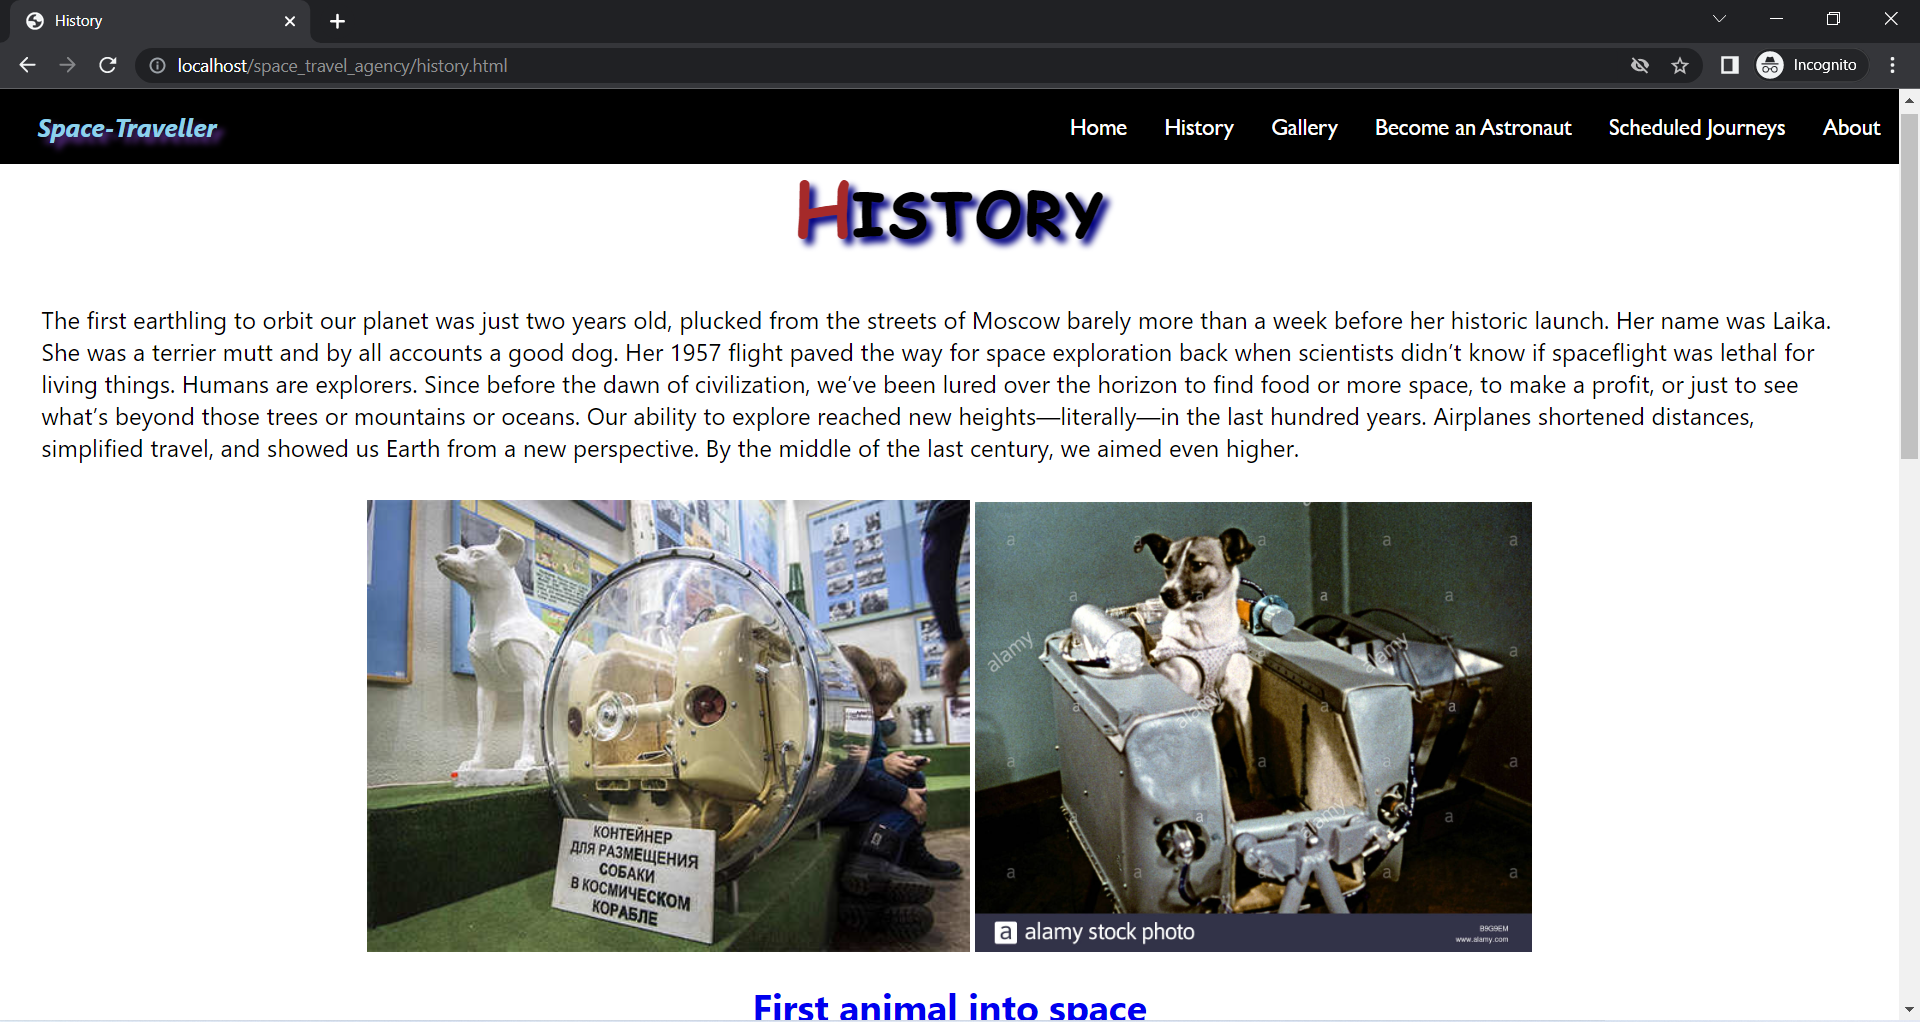 History
localhost/space_travel_agency/history.html
Incognito
Space-Traveller
Home History Gallery Become an Astronaut Scheduled Journeys About
HISTORY
The first earthling to orbit our planet was just two years old, plucked from the streets of Moscow barely more than a week before her historic launch. Her name was Laika.
She was a terrier mutt and by all accounts a good dog. Her 1957 flight paved the way for space exploration back when scientists didn’t know if spaceflight was lethal for
living things. Humans are explorers. Since before the dawn of civilization, we’ve been lured over the horizon to find food or more space, to make a profit, or just to see
what’s beyond those trees or mountains or oceans. Our ability to explore reached new heights—literally—in the last hundred years. Airplanes shortened distances,
simplified travel, and showed us Earth from a new perspective. By the middle of the last century, we aimed even higher.
КОНТЕЙНЕР
ДЛЯ РАЗМЕЩЕНИЯ
СОБАКИ
В КОСМИЧЕСКОМ
КОРАБЛЕ
alamy
alamy
alamy
alamy
a alamy stock photo
B9G9EM
www.alamy.com
First animal into space